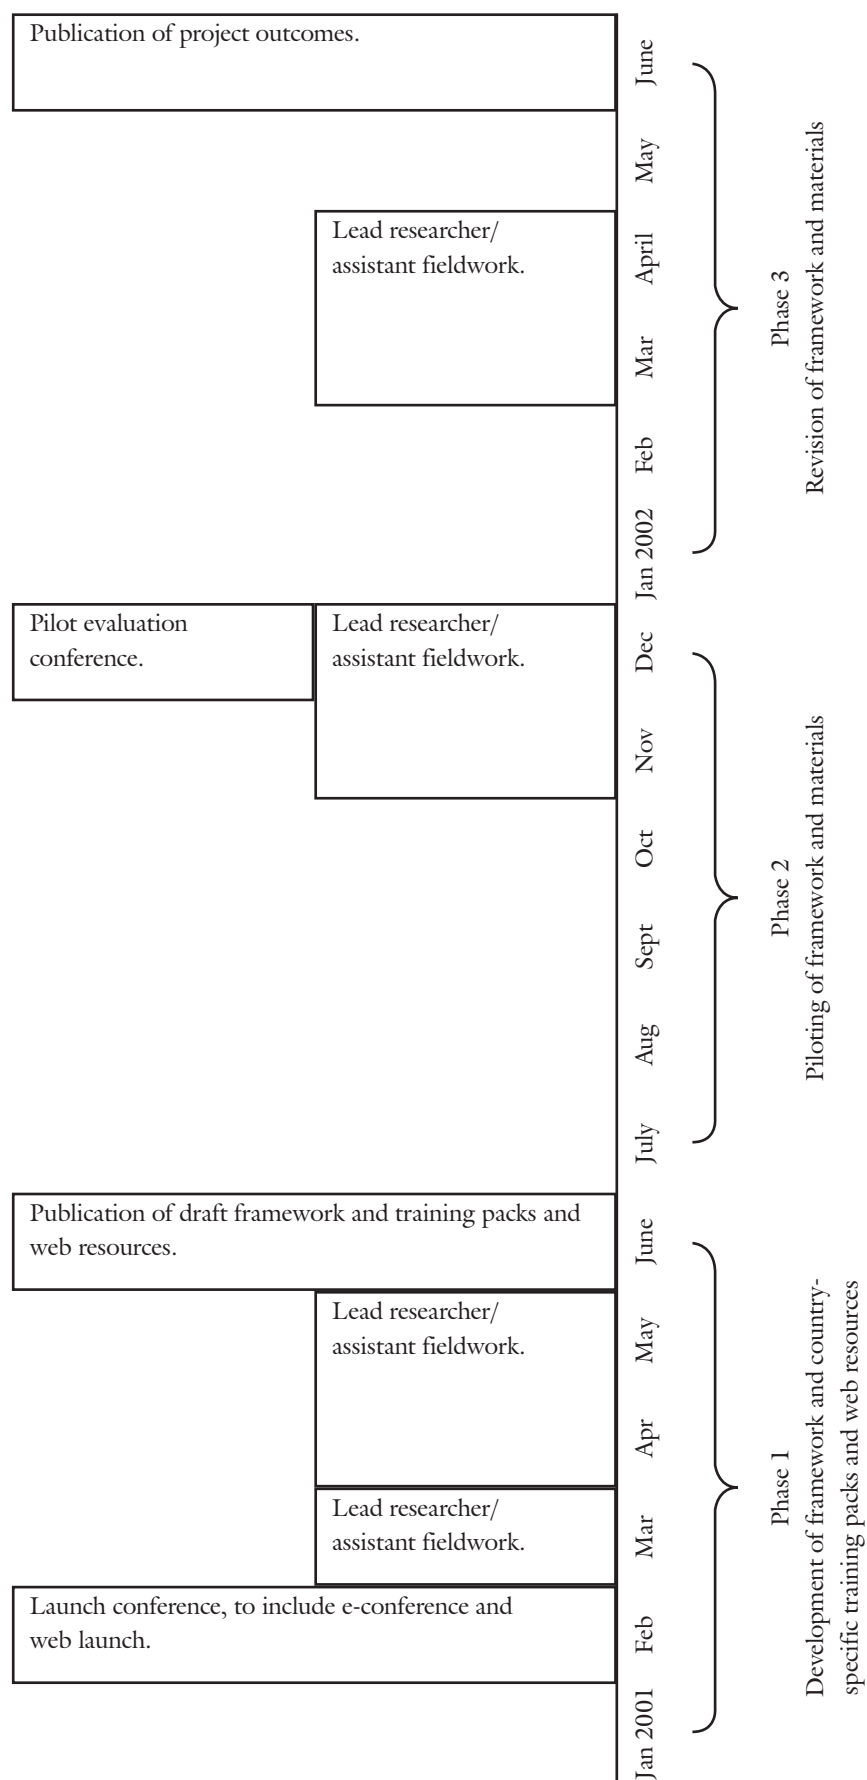 Publication of project outcomes.
Lead researcher/
assistant fieldwork.
Pilot evaluation
conference.
Lead researcher/
assistant fieldwork.
Publication of draft framework and training packs and
web resources.
Lead researcher/
assistant fieldwork.
Lead researcher/
assistant fieldwork.
Launch conference, to include e-conference and
web launch.
June
May
April
Mar
Feb
Jan 2002
Dec
Nov
Oct
Sept
Aug
July
June
May
Apr
Mar
Feb
Jan 2001
Phase 3
Revision of framework and materials
Phase 2
Piloting of framework and materials
Phase 1
Development of framework and country-
specific training packs and web resources